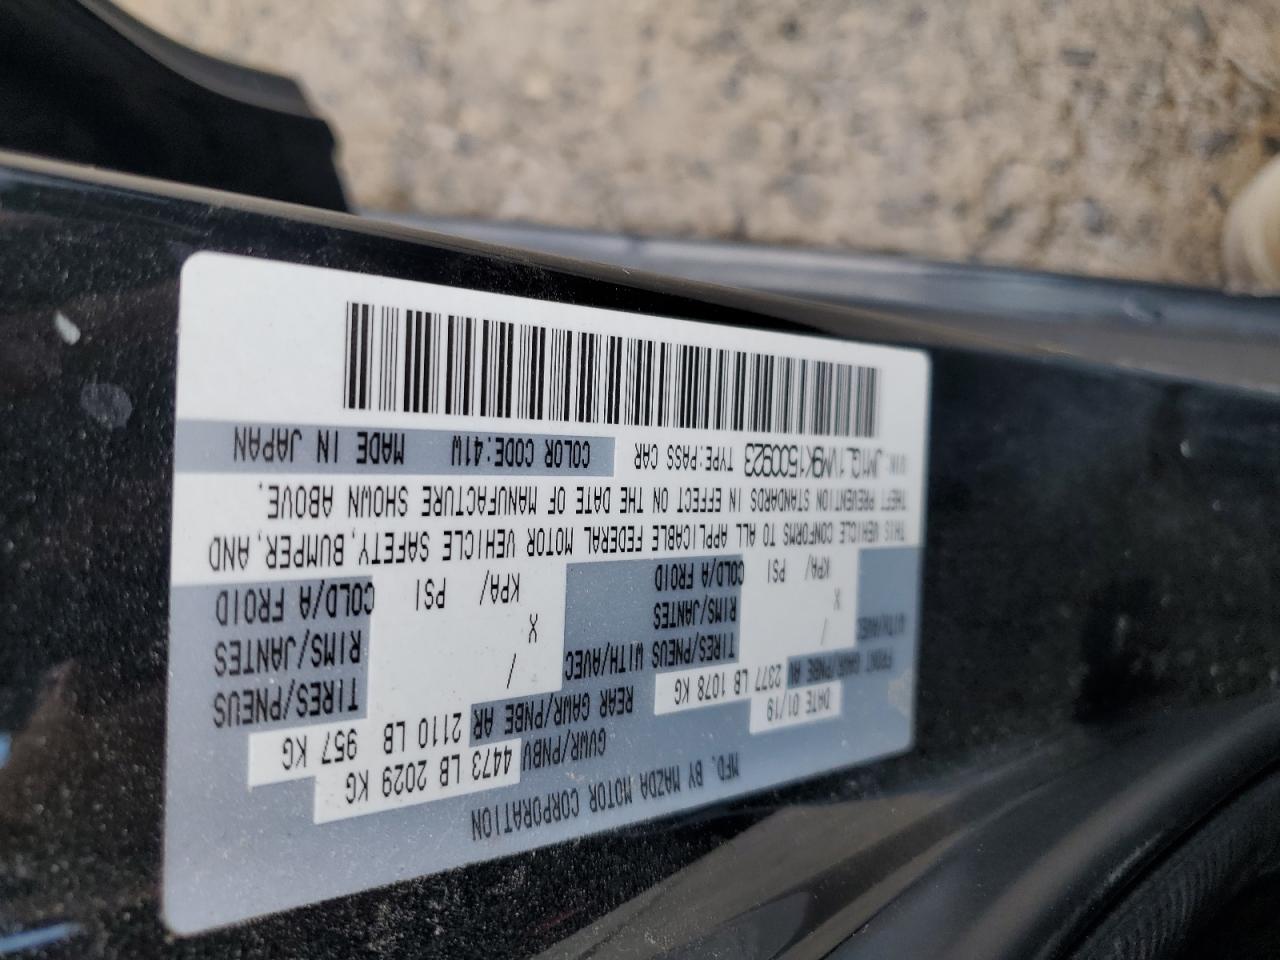 MFD. BY MAZDA MOTOR CORPORATION
DATE 01/19
GVWR/PNBV 4473 LB 2029 KG
FRONT GAWR/PNBE AV 2377 LB 1078 KG
REAR GAWR/PNBE AR 2110 LB 957 KG
WITH/AVEC / TIRES/PNEUS
X RIMS/JANTES
KPA/ PSI COLD/A FROID
WITH/AVEC / TIRES/PNEUS
X RIMS/JANTES
KPA/ PSI COLD/A FROID
THIS VEHICLE CONFORMS TO ALL APPLICABLE FEDERAL MOTOR VEHICLE SAFETY, BUMPER, AND
THEFT PREVENTION STANDARDS IN EFFECT ON THE DATE OF MANUFACTURE SHOWN ABOVE.
VIN: JM1GL1VM9K1500923 TYPE:PASS CAR COLOR CODE:41W MADE IN JAPAN